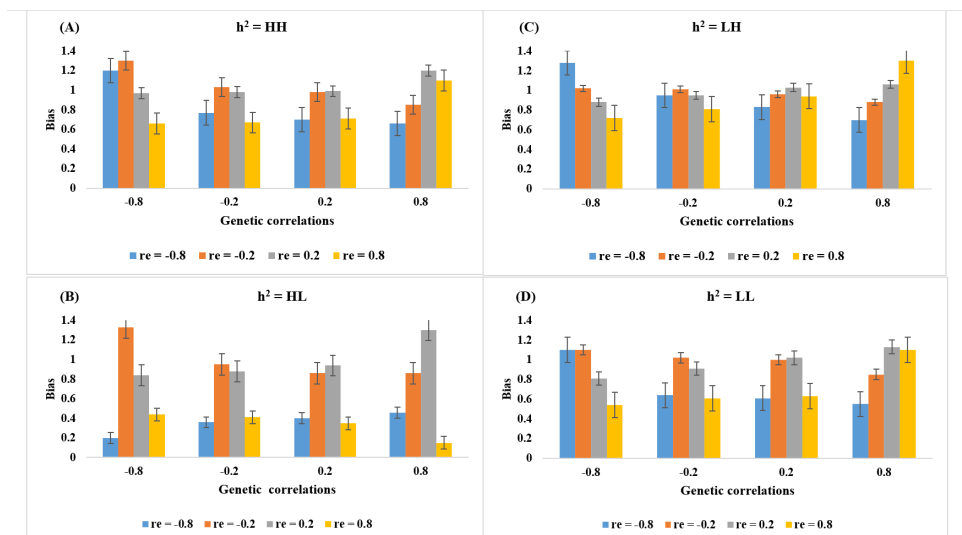 (A)
h² = HH
Bias
1.4
1.2
1
0.8
0.6
0.4
0.2
0
-0.8 -0.2 0.2 0.8
Genetic correlations
re = -0.8 re = -0.2 re = 0.2 re = 0.8
(C)
h² = LH
Bias
1.4
1.2
1
0.8
0.6
0.4
0.2
0
-0.8 -0.2 0.2 0.8
Genetic correlations
re = -0.8 re = -0.2 re = 0.2 re = 0.8
(B)
h² = HL
Bias
1.4
1.2
1
0.8
0.6
0.4
0.2
0
-0.8 -0.2 0.2 0.8
Genetic correlations
re = -0.8 re = -0.2 re = 0.2 re = 0.8
(D)
h² = LL
Bias
1.4
1.2
1
0.8
0.6
0.4
0.2
0
-0.8 -0.2 0.2 0.8
Genetic correlations
re = -0.8 re = -0.2 re = 0.2 re = 0.8